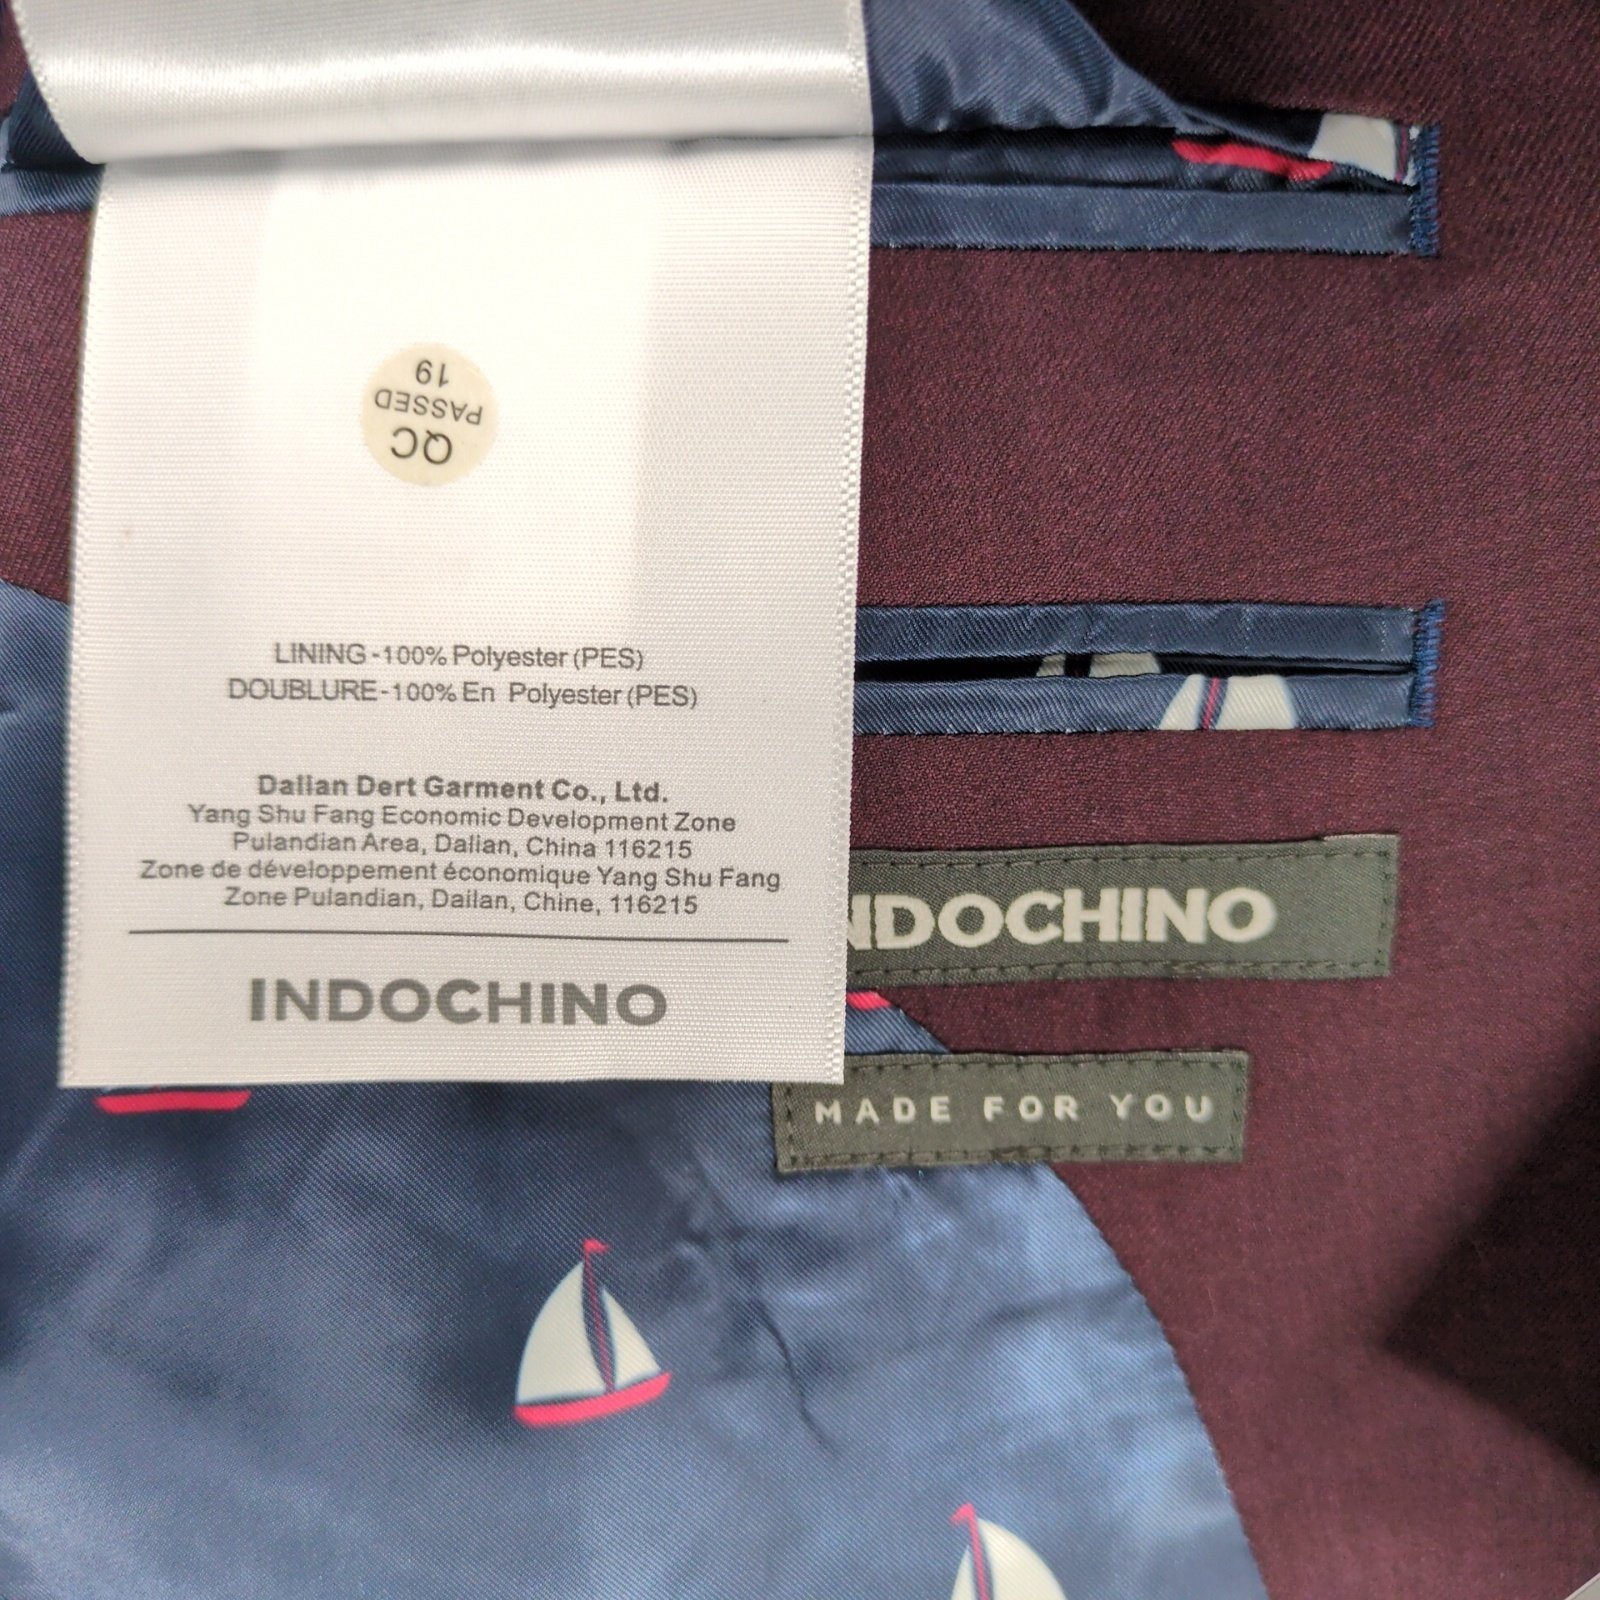 QC
PASSED
19
LINING-100% Polyester (PES)
DOUBLURE-100% En Polyester (PES)
Dalian Dert Garment Co., Ltd.
Yang Shu Fang Economic Development Zone
Pulandian Area, Dalian, China 116215
Zone de développement économique Yang Shu Fang
Zone Pulandian, Dalian, Chine, 116215
INDOCHINO
NDOCHINO
MADE FOR YOU